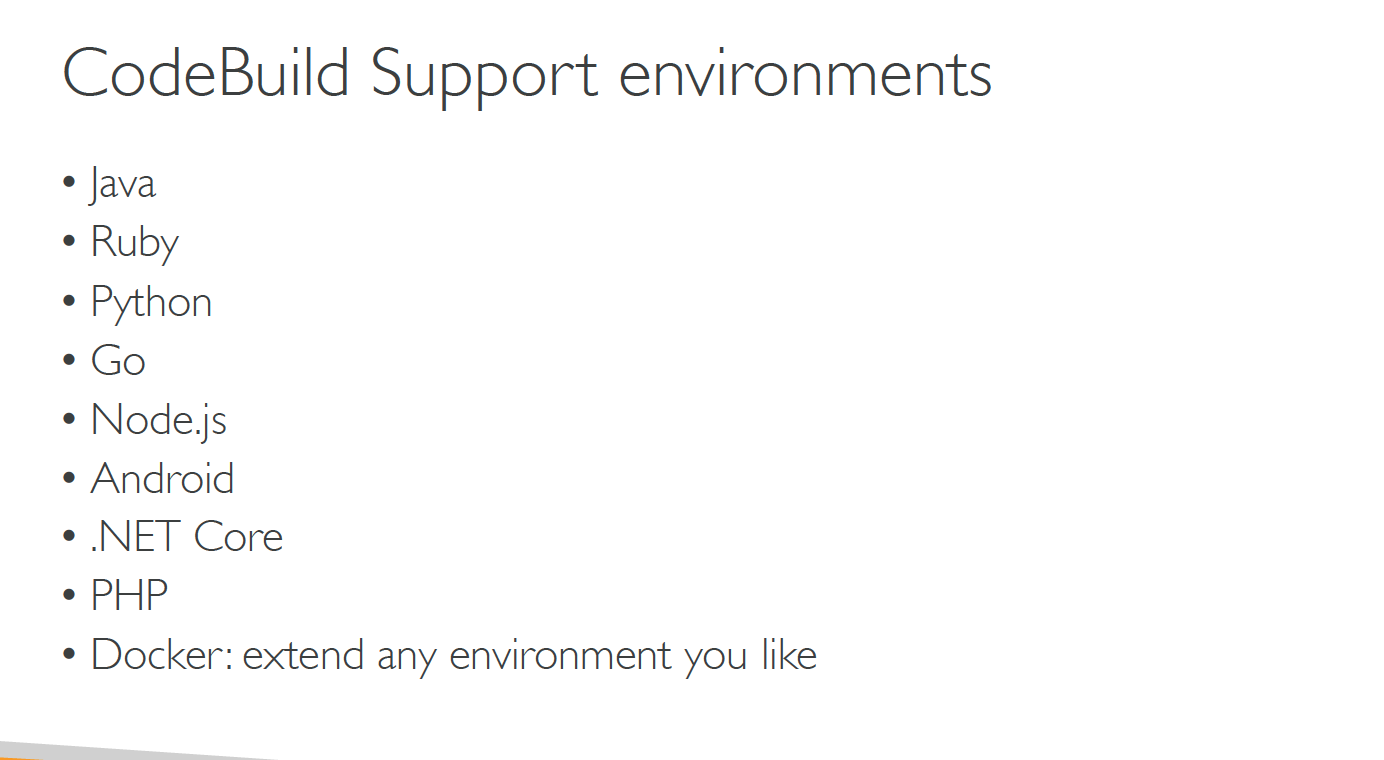 CodeBuild Support environments
• Java
• Ruby
• Python
• Go
• Node.js
• Android
• .NET Core
• PHP
• Docker: extend any environment you like